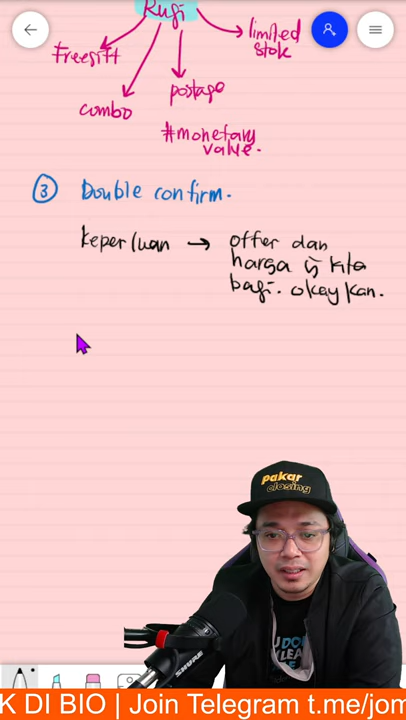 Rugi
limited
stok
Freegift
postage
combo
#monetary
value.
3 Double confirm.
keperluan → offer dan
harga yg kita
bagi. okay kan.
pakar
closing
SHURE
K DI BIO | Join Telegram t.me/jom